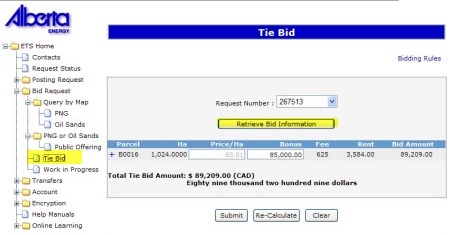 Alberta
ENERGY
Tie Bid
Bidding Rules
ETS Home
Contacts
Request Status
Posting Request
Bid Request
Query by Map
PNG
Oil Sands
PNG or Oil Sands
Public Offering
Tie Bid
Work in Progress
Transfers
Account
Encryption
Help Manuals
Online Learning
Request Number : 267513
Retrieve Bid Information
Parcel Ha Price/Ha Bonus Fee Rent Bid Amount
+ B0016 1,024.0000 83.01 85,000.00 625 3,584.00 89,209.00
Total Tie Bid Amount: $ 89,209.00 (CAD)
Eighty nine thousand two hundred nine dollars
Submit Re-Calculate Clear